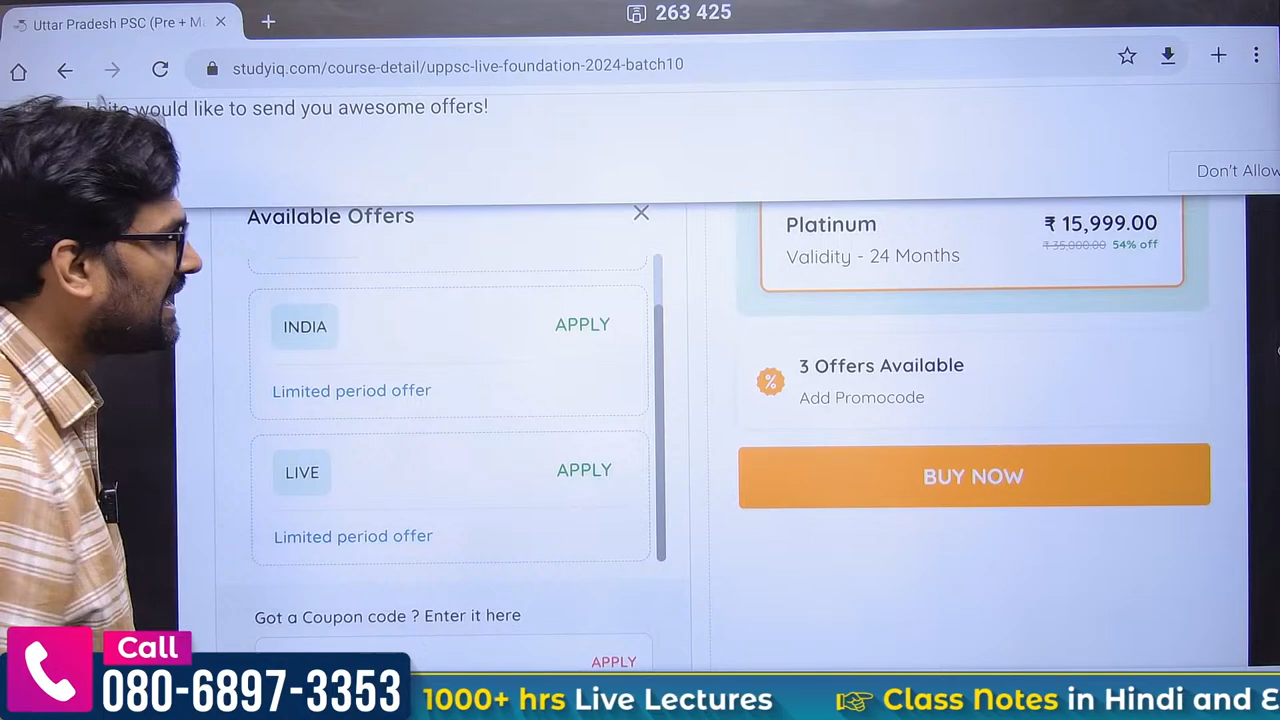 263 425
Uttar Pradesh PSC (Pre + Ma
studyiq.com/course-detail/uppsc-live-foundation-2024-batch10
would like to send you awesome offers!
Don't Allow
Available Offers
INDIA
APPLY
Limited period offer
LIVE
APPLY
Limited period offer
Got a Coupon code ? Enter it here
APPLY
Platinum
₹ 15,999.00
₹ 35,000.00 54% off
Validity - 24 Months
3 Offers Available
Add Promocode
BUY NOW
Call
080-6897-3353
1000+ hrs Live Lectures
Class Notes in Hindi and E